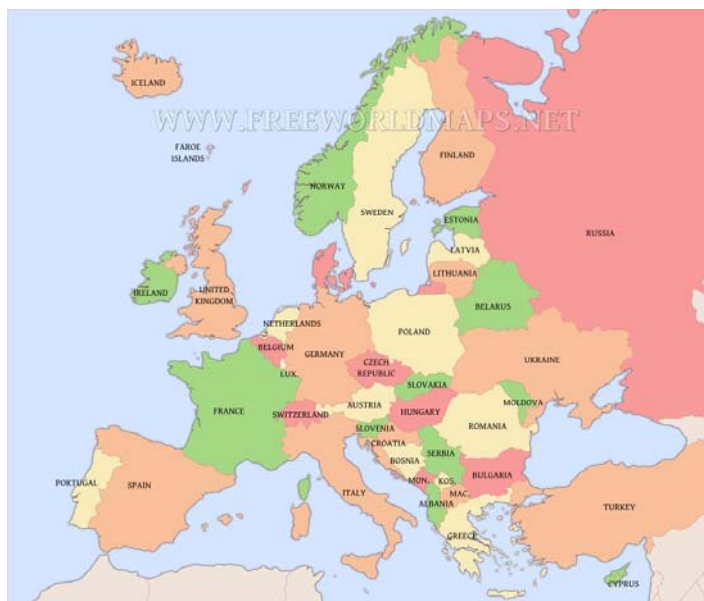 ICELAND
WWW.FREEWORLDMAPS.NET
FAROE
ISLANDS
FINLAND
NORWAY
SWEDEN
ESTONIA
RUSSIA
LATVIA
LITHUANIA
UNITED
KINGDOM
IRELAND
BELARUS
NETHERLANDS
POLAND
BELGIUM
GERMANY
CZECH
REPUBLIC
UKRAINE
LUX.
SLOVAKIA
MOLDOVA
AUSTRIA
FRANCE
SWITZERLAND
HUNGARY
ROMANIA
SLOVENIA
CROATIA
SERBIA
BOSNIA
BULGARIA
PORTUGAL
SPAIN
ITALY
MON.
KOS.
MAC.
ALBANIA
TURKEY
GREECE
CYPRUS